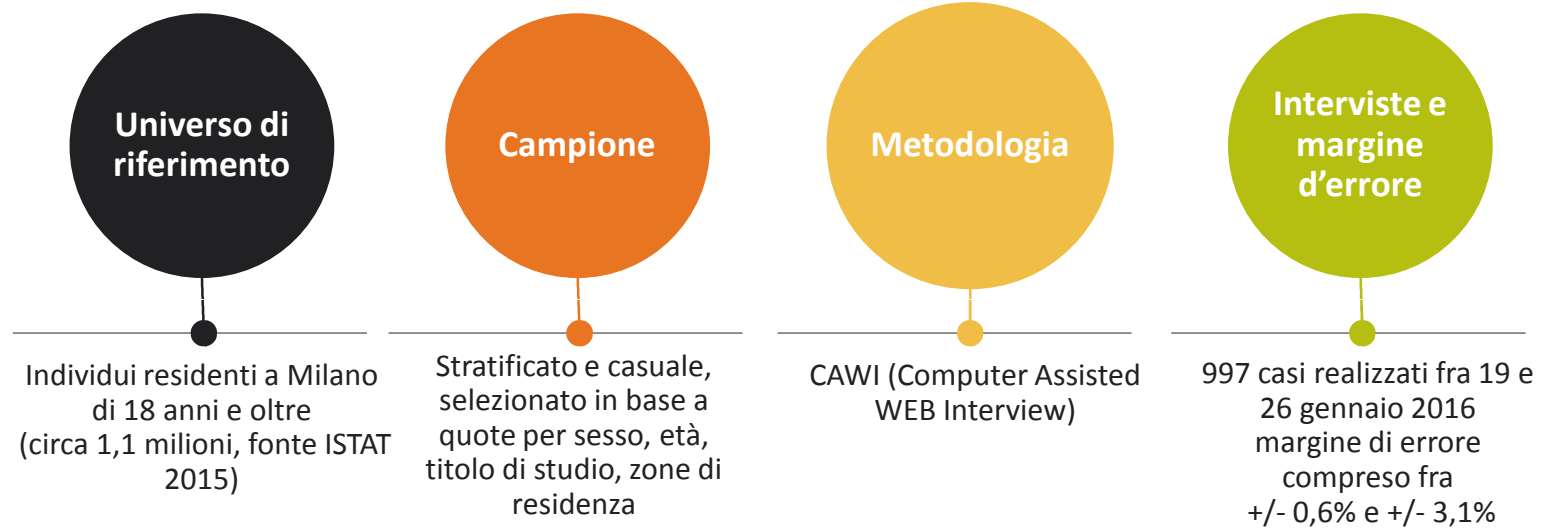 Universo di
riferimento
Individui residenti a Milano
di 18 anni e oltre
(circa 1,1 milioni, fonte ISTAT
2015)
Campione
Stratificato e casuale,
selezionato in base a
quote per sesso, età,
titolo di studio, zone di
residenza
Metodologia
CAWI (Computer Assisted
WEB Interview)
Interviste e
margine
d’errore
997 casi realizzati fra 19 e
26 gennaio 2016
margine di errore
compreso fra
+/- 0,6% e +/- 3,1%